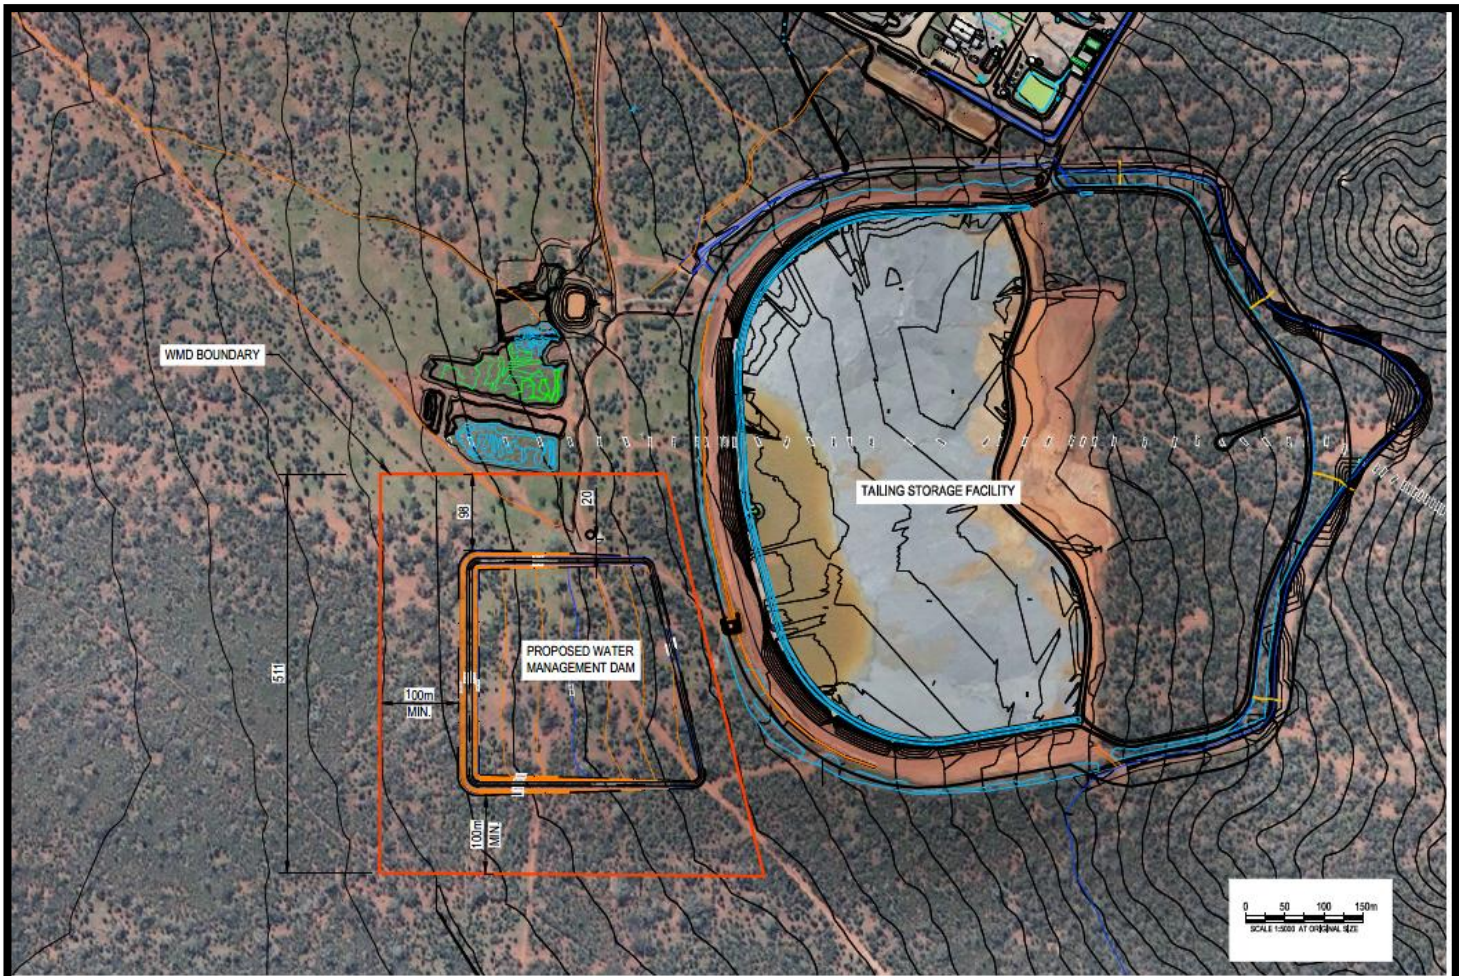 WMD BOUNDARY
98
20
TAILING STORAGE FACILITY
511
PROPOSED WATER
MANAGEMENT DAM
100m
MIN.
100m
MIN.
0 50 100 150m
SCALE 1:5000 AT ORIGINAL SIZE